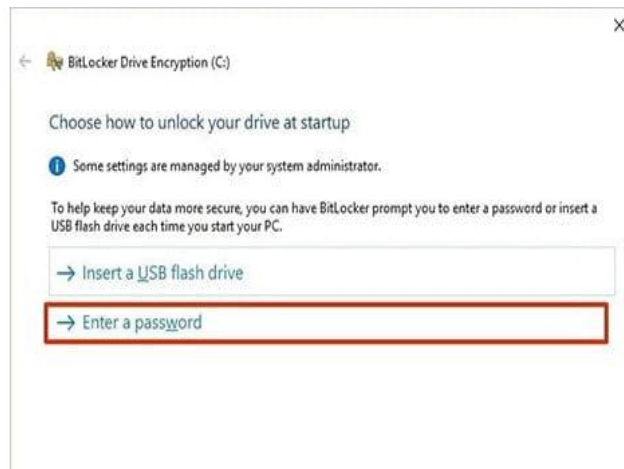 BitLocker Drive Encryption (C:)
Choose how to unlock your drive at startup
Some settings are managed by your system administrator.
To help keep your data more secure, you can have BitLocker prompt you to enter a password or insert a
USB flash drive each time you start your PC.
→ Insert a USB flash drive
→ Enter a password